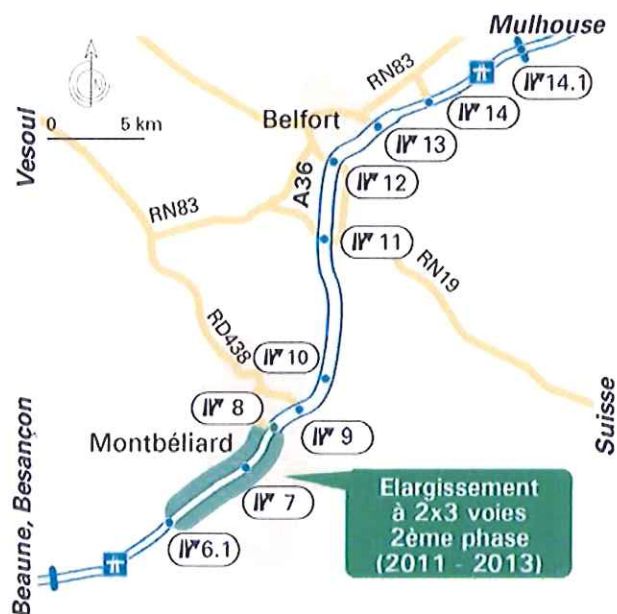 Mulhouse
RN83
14.1
0 5 km
Belfort
14
13
Vesoul
A36
12
RN83
11
RN19
RD438
10
8
9
Suisse
Montbéliard
7
Elargissement
à 2x3 voies
2ème phase
(2011 - 2013)
6.1
Beaune, Besançon